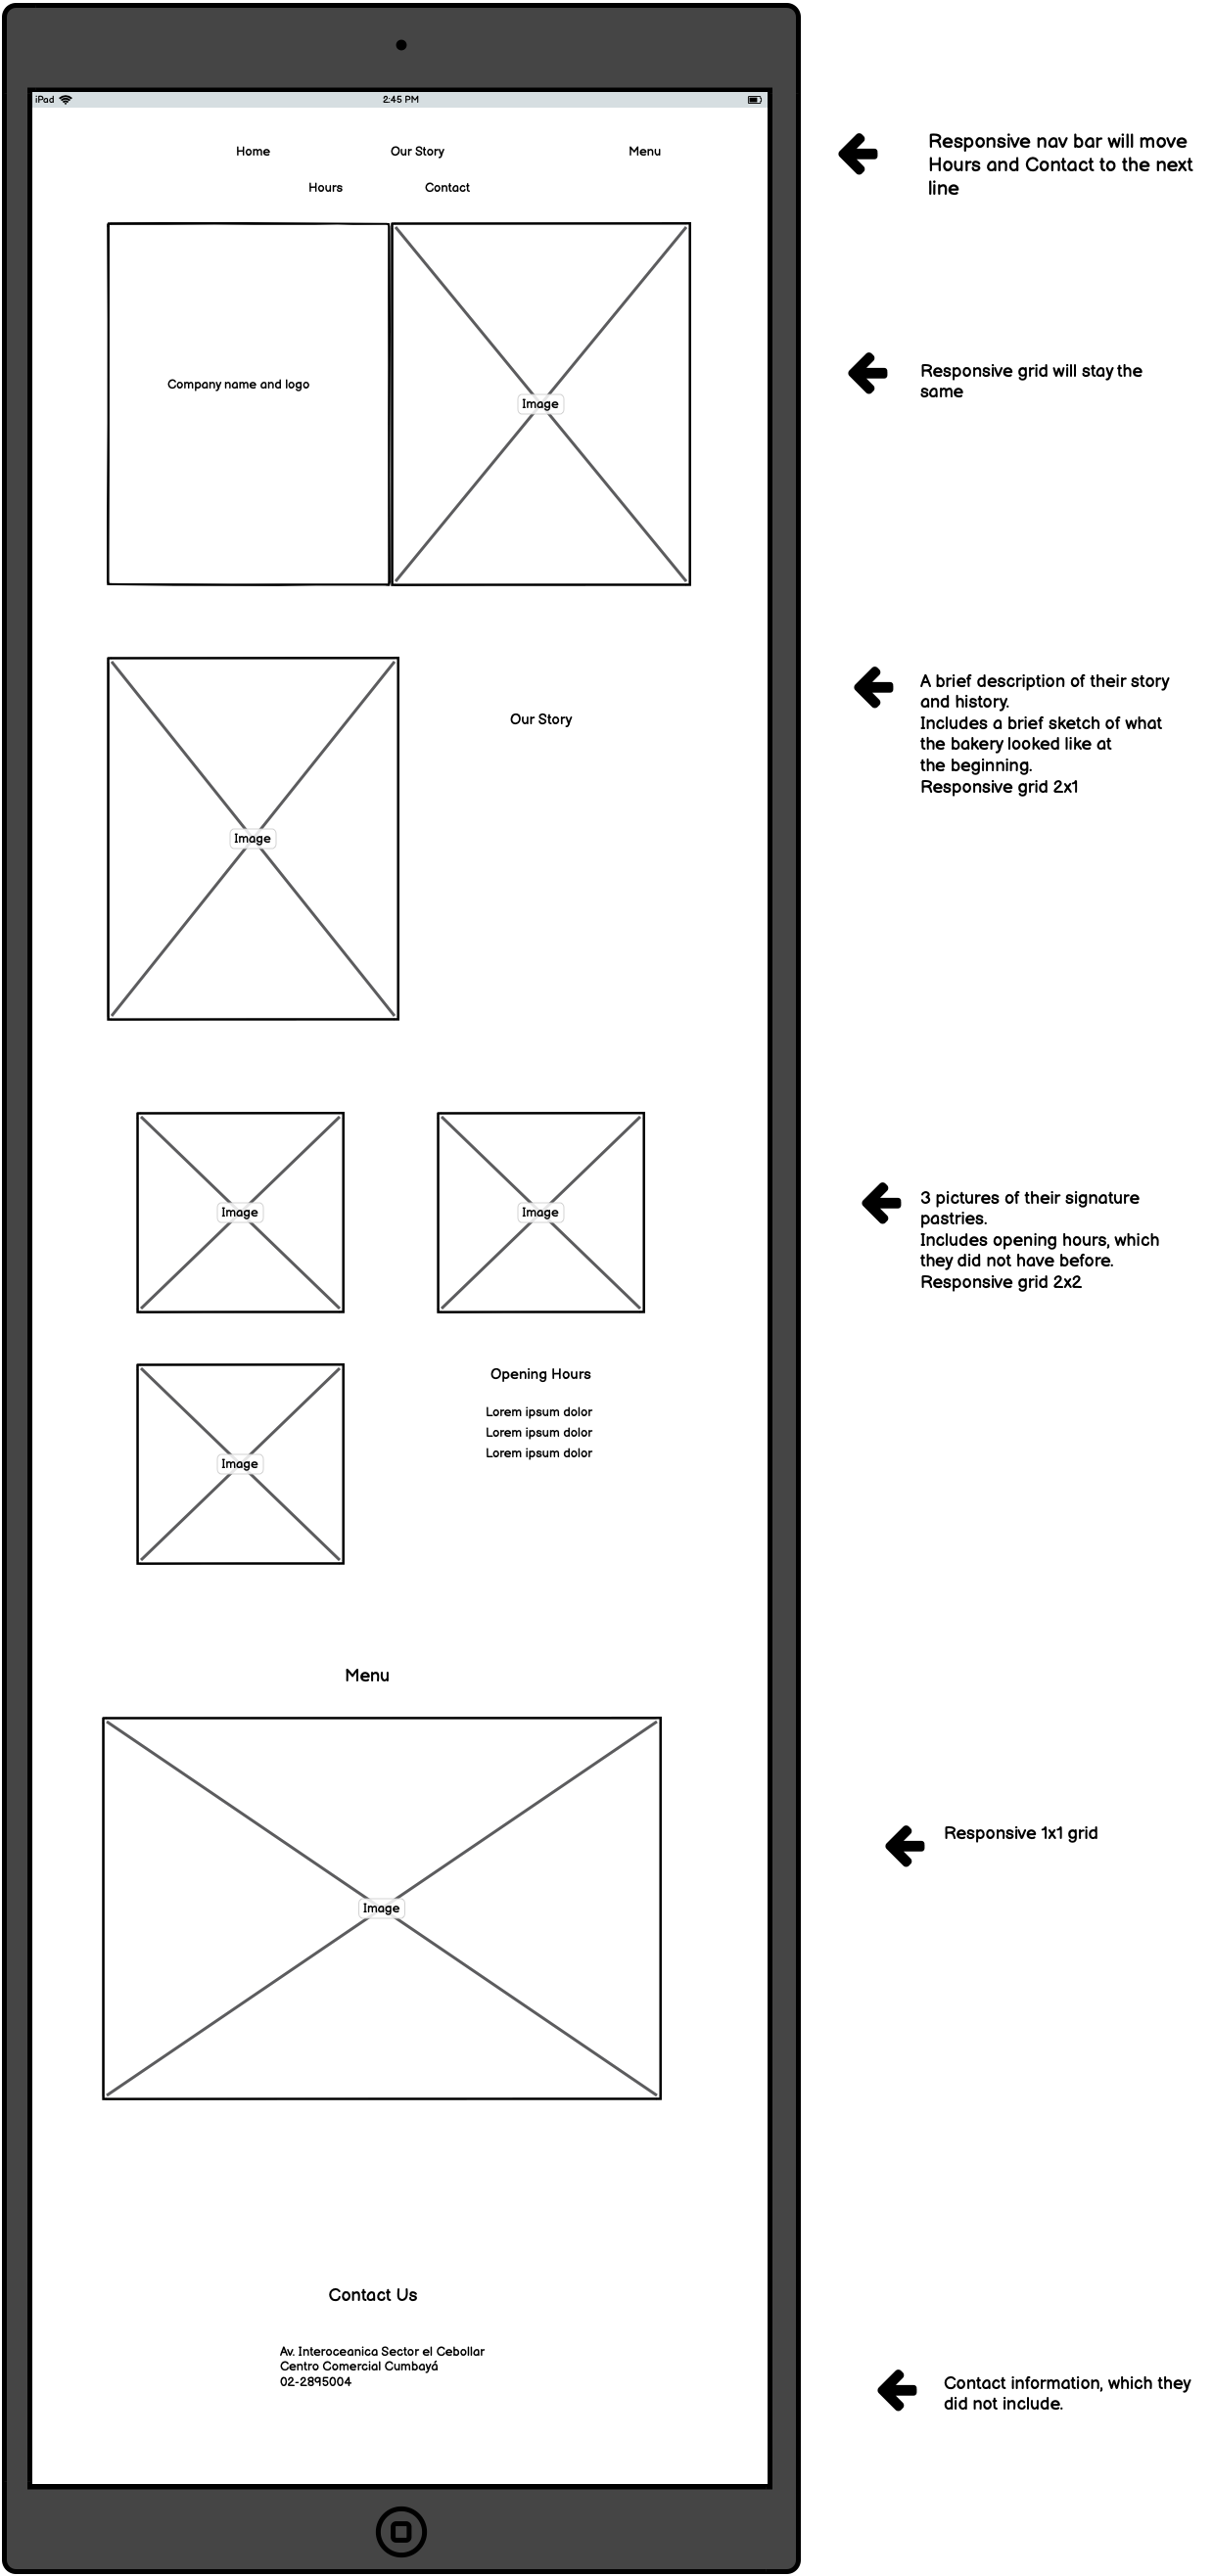 iPad
2:45 PM
Home
Our Story
Menu
Hours
Contact
Responsive nav bar will move
Hours and Contact to the next
line
Company name and logo
Image
Responsive grid will stay the
same
Image
Our Story
A brief description of their story
and history.
Includes a brief sketch of what
the bakery looked like at
the beginning.
Responsive grid 2x1
Image
Image
3 pictures of their signature
pastries.
Includes opening hours, which
they did not have before.
Responsive grid 2x2
Image
Opening Hours
Lorem ipsum dolor
Lorem ipsum dolor
Lorem ipsum dolor
Menu
Image
Responsive 1x1 grid
Contact Us
Av. Interoceanica Sector el Cebollar
Centro Comercial Cumbayá
02-2895004
Contact information, which they
did not include.